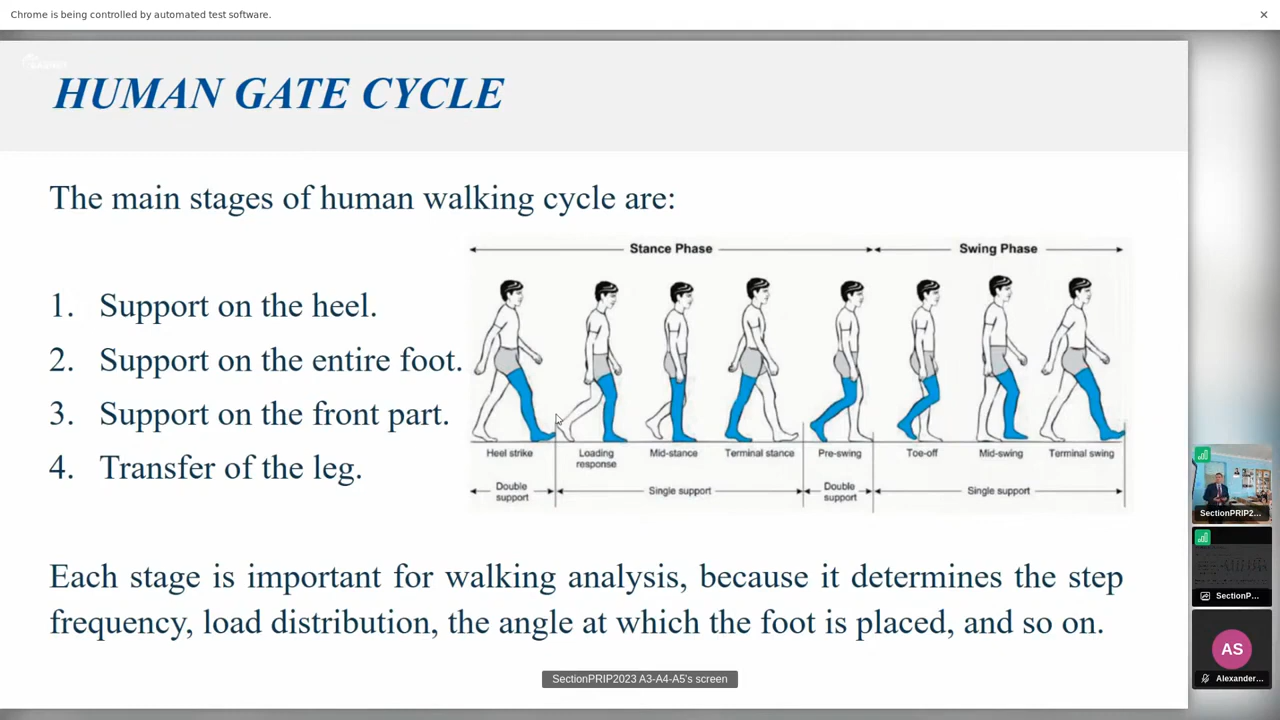 Chrome is being controlled by automated test software.
HUMAN GATE CYCLE
The main stages of human walking cycle are:
1. Support on the heel.
2. Support on the entire foot.
3. Support on the front part.
4. Transfer of the leg.
Stance Phase
Swing Phase
Heel strike
Loading
response
Mid-stance
Terminal stance
Pre-swing
Toe-off
Mid-swing
Terminal swing
Double
support
Single support
Double
support
Single support
Each stage is important for walking analysis, because it determines the step
frequency, load distribution, the angle at which the foot is placed, and so on.
SectionPRIP2023 A3-A4-A5's screen
SectionPRIP2...
SectionP...
AS
Alexander...